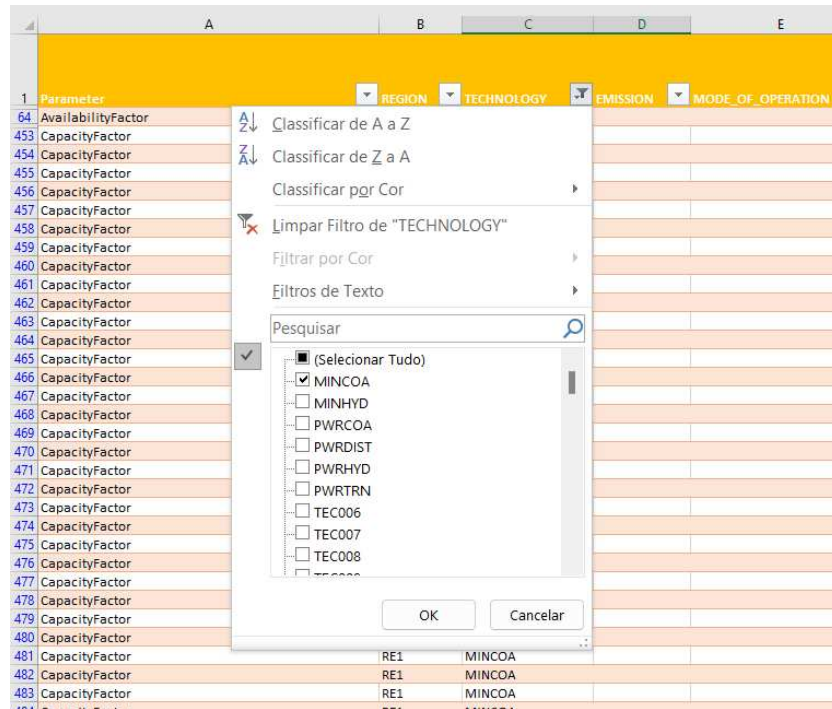 A B C D E
1 Parameter REGION TECHNOLOGY EMISSION MODE_OF_OPERATION
64 AvailabilityFactor
453 CapacityFactor
454 CapacityFactor
455 CapacityFactor
456 CapacityFactor
457 CapacityFactor
458 CapacityFactor
459 CapacityFactor
460 CapacityFactor
461 CapacityFactor
462 CapacityFactor
463 CapacityFactor
464 CapacityFactor
465 CapacityFactor
466 CapacityFactor
467 CapacityFactor
468 CapacityFactor
469 CapacityFactor
470 CapacityFactor
471 CapacityFactor
472 CapacityFactor
473 CapacityFactor
474 CapacityFactor
475 CapacityFactor
476 CapacityFactor
477 CapacityFactor
478 CapacityFactor
479 CapacityFactor
480 CapacityFactor
481 CapacityFactor RE1 MINCOA
482 CapacityFactor RE1 MINCOA
483 CapacityFactor RE1 MINCOA
Classificar de A a Z
Classificar de Z a A
Classificar por Cor
Limpar Filtro de "TECHNOLOGY"
Filtrar por Cor
Filtros de Texto
Pesquisar
(Selecionar Tudo)
MINCOA
MINHYD
PWRCOA
PWRDIST
PWRHYD
PWRTRN
TEC006
TEC007
TEC008
OK Cancelar